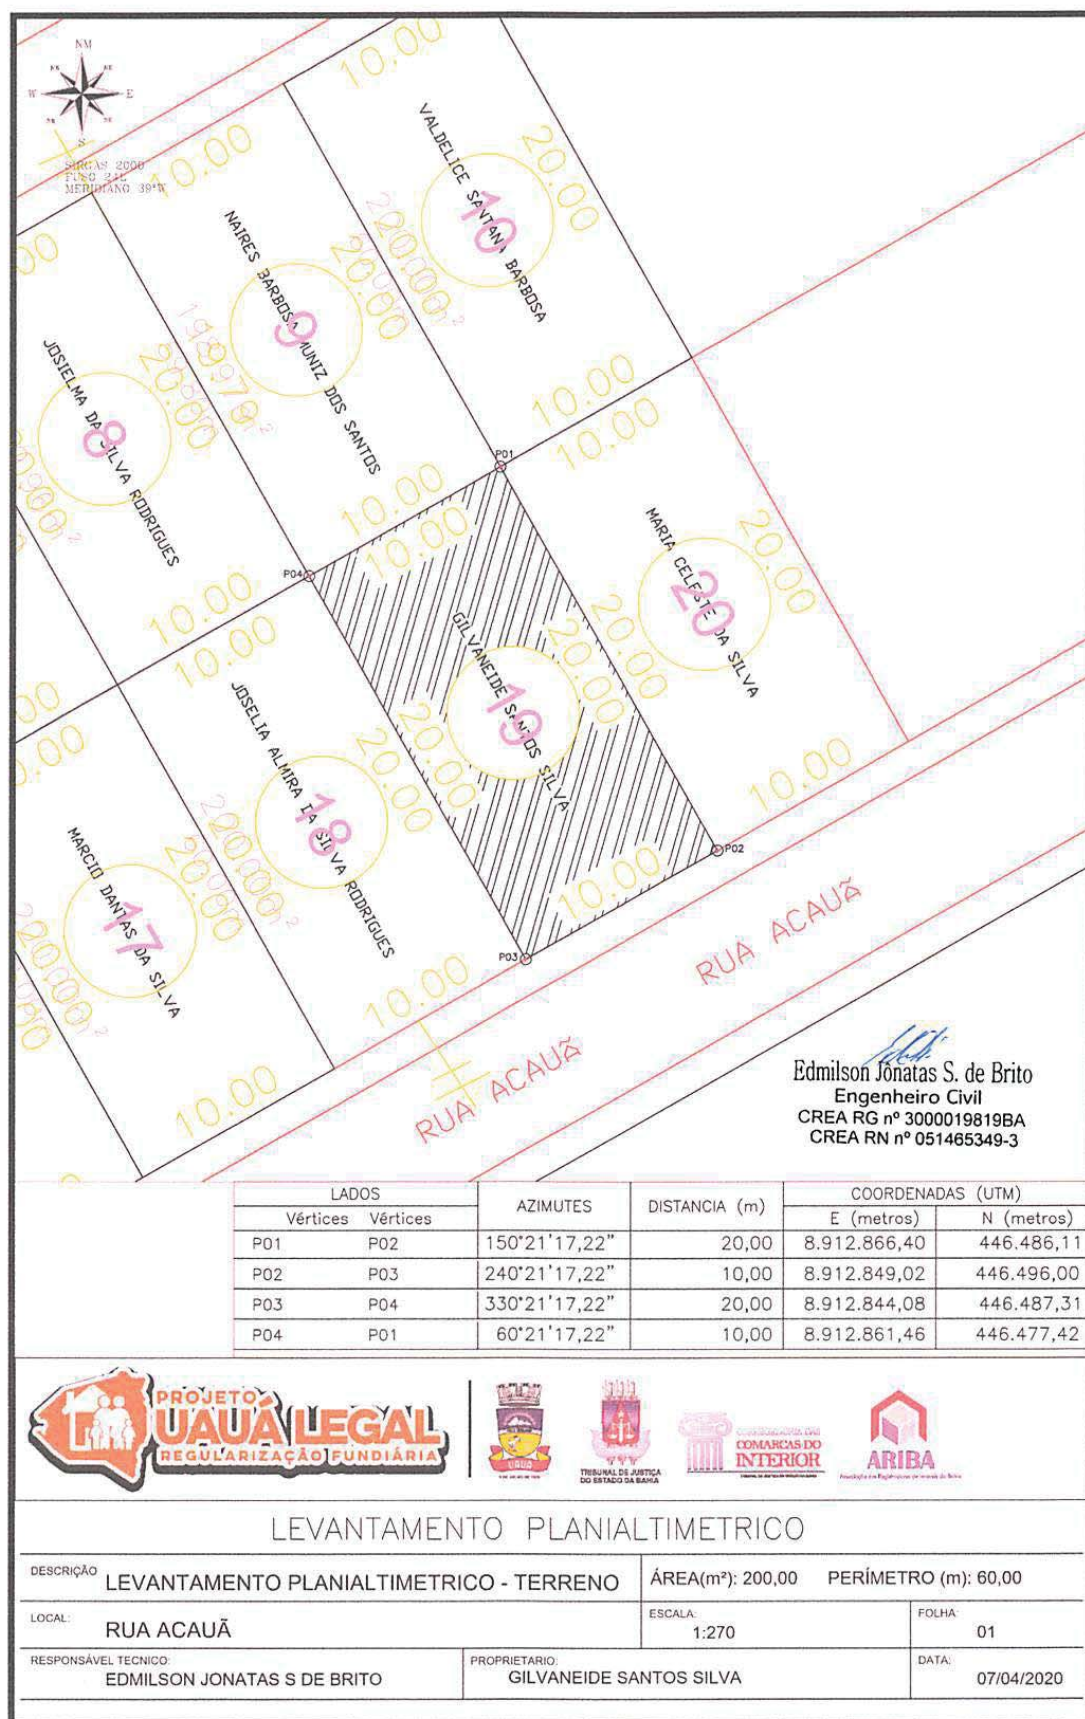 NM
W
E
S
SIRGAS 2000
FUSO 24L
MERIDIANO 39°W
10.00
10.00
VALDELICE SANTANA BARBOSA
10
20.00
NAIRES BARBOSA MUNIZ DOS SANTOS
9
20.00
JOSIELMA DA SILVA RODRIGUES
8
20.00
10.00
10.00
P01
10.00
10.00
MARIA CELESTE DA SILVA
20
20.00
P04
10.00
10.00
GILVANEIDE SANTOS SILVA
19
20.00
20.00
20.00
JOSELIA ALMIRA DA SILVA RODRIGUES
18
20.00
10.00
P02
10.00
MARCIO DANTAS DA SILVA
17
20.00
P03
10.00
10.00
RUA ACAUÃ
RUA ACAUÃ
Edmilson Jônatas S. de Brito
Engenheiro Civil
CREA RG nº 3000019819BA
CREA RN nº 051465349-3
LADOS AZIMUTES DISTANCIA (m) COORDENADAS (UTM)
Vértices Vértices E (metros) N (metros)
P01 P02 150°21'17,22" 20,00 8.912.866,40 446.486,11
P02 P03 240°21'17,22" 10,00 8.912.849,02 446.496,00
P03 P04 330°21'17,22" 20,00 8.912.844,08 446.487,31
P04 P01 60°21'17,22" 10,00 8.912.861,46 446.477,42
PROJETO
UAUÁ LEGAL
REGULARIZAÇÃO FUNDIÁRIA
UAUÁ
TRIBUNAL DE JUSTIÇA
DO ESTADO DA BAHIA
COMARCAS DO
INTERIOR
ARIBA
LEVANTAMENTO PLANIALTIMETRICO
DESCRIÇÃO LEVANTAMENTO PLANIALTIMETRICO - TERRENO ÁREA(m²): 200,00 PERÍMETRO (m): 60,00
LOCAL: RUA ACAUÃ ESCALA: 1:270 FOLHA: 01
RESPONSÁVEL TECNICO: EDMILSON JONATAS S DE BRITO PROPRIETARIO: GILVANEIDE SANTOS SILVA DATA: 07/04/2020